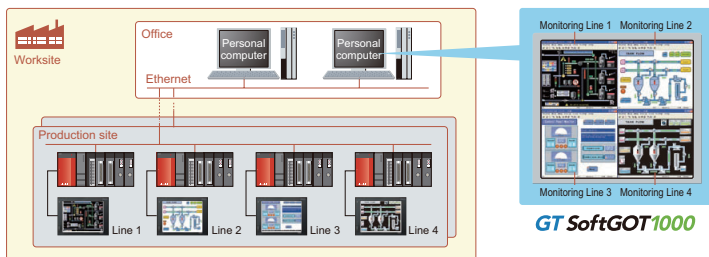 Worksite
Office
Personal
computer
Personal
computer
Ethernet
Production site
Line 1
Line 2
Line 3
Line 4
Monitoring Line 1
Monitoring Line 2
Monitoring Line 3
Monitoring Line 4
GT SoftGOT1000